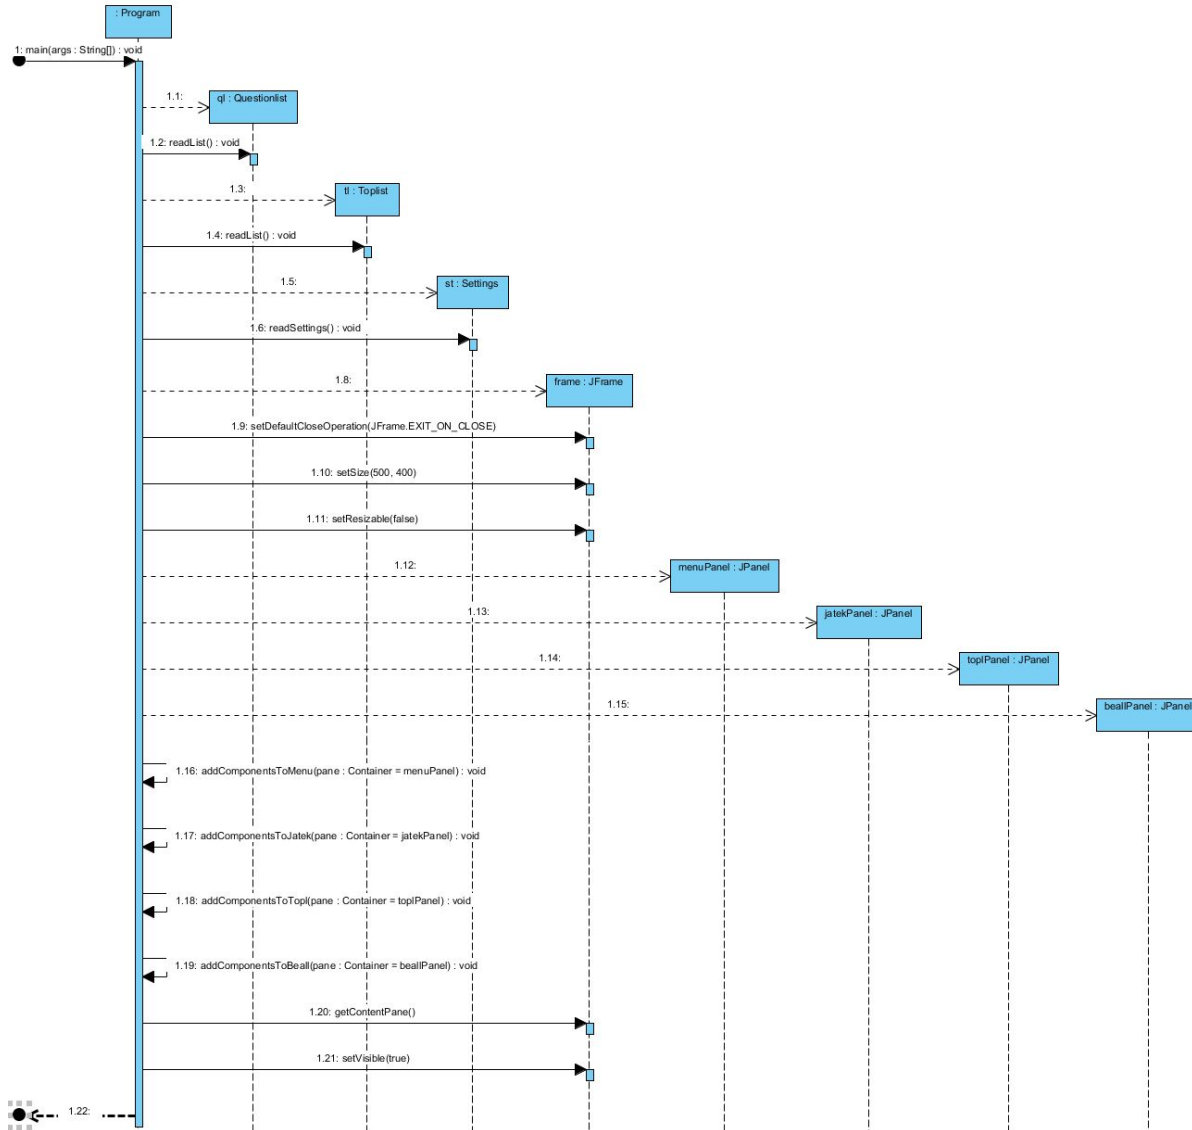 : Program
1: main(args : String[]) : void
1.1:
ql : Questionlist
1.2: readList() : void
1.3:
tl : Toplist
1.4: readList() : void
1.5:
st : Settings
1.6: readSettings() : void
1.8:
frame : JFrame
1.9: setDefaultCloseOperation(JFrame.EXIT_ON_CLOSE)
1.10: setSize(500, 400)
1.11: setResizable(false)
1.12:
menuPanel : JPanel
1.13:
jatekPanel : JPanel
1.14:
toplPanel : JPanel
1.15:
beallPanel : JPanel
1.16: addComponentsToMenu(pane : Container = menuPanel) : void
1.17: addComponentsToJatek(pane : Container = jatekPanel) : void
1.18: addComponentsToTopl(pane : Container = toplPanel) : void
1.19: addComponentsToBeall(pane : Container = beallPanel) : void
1.20: getContentPane()
1.21: setVisible(true)
1.22: